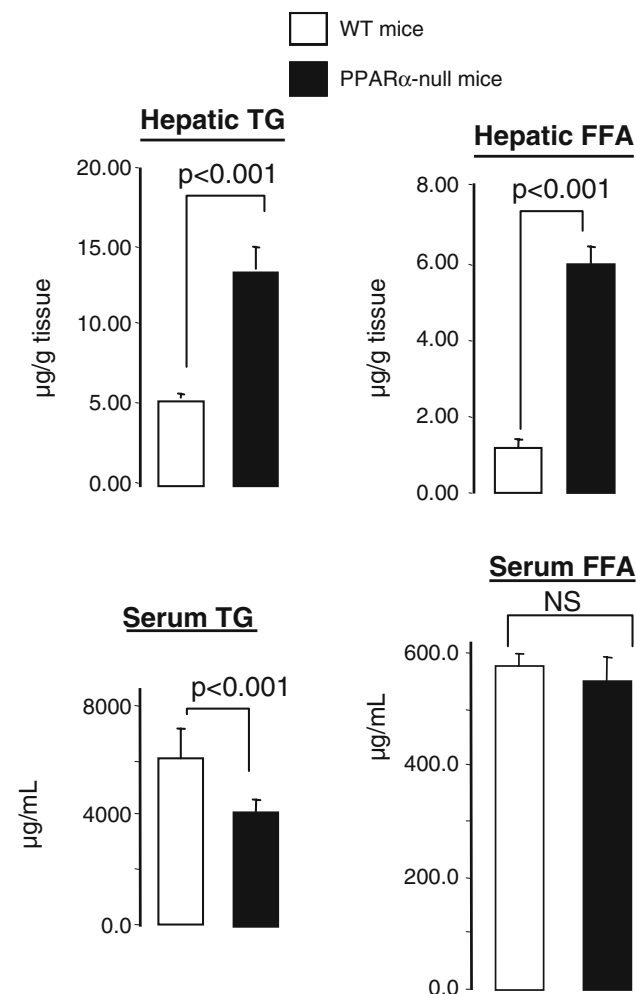 WT mice
PPARα-null mice
Hepatic TG
20.00
15.00
10.00
5.00
0.00
µg/g tissue
p<0.001
Hepatic FFA
8.00
6.00
4.00
2.00
0.00
µg/g tissue
p<0.001
Serum TG
8000
4000
0.0
µg/mL
p<0.001
Serum FFA
NS
600.0
400.0
200.0
0.0
µg/mL